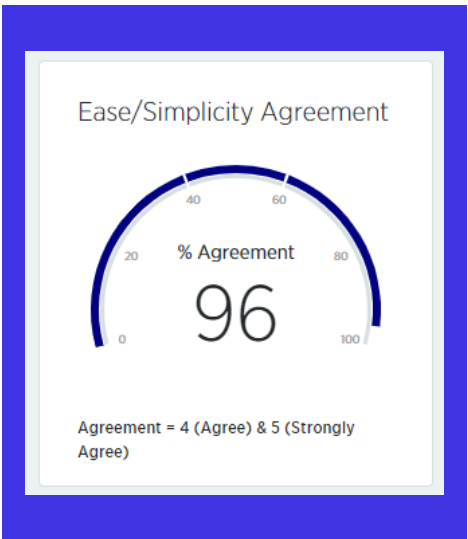 Ease/Simplicity Agreement
40 60
20 % Agreement 80
96
0 100
Agreement = 4 (Agree) & 5 (Strongly
Agree)